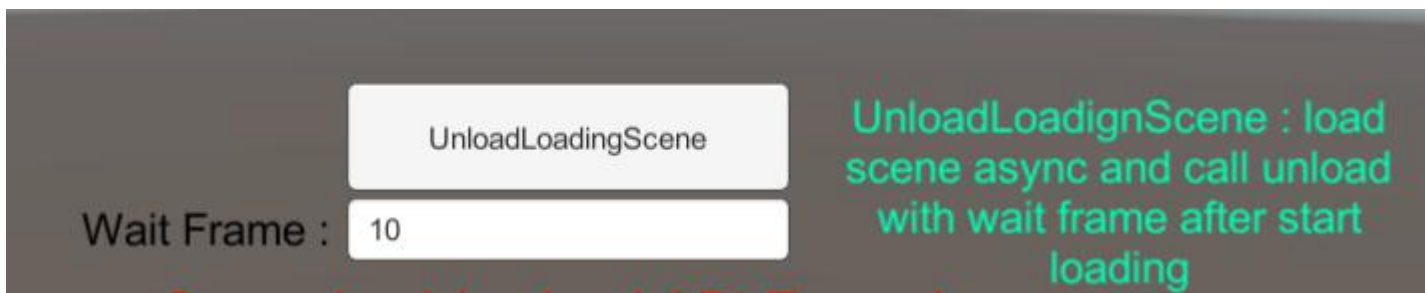 UnloadLoadingScene
Wait Frame :
10
UnloadLoadignScene : load
scene async and call unload
with wait frame after start
loading